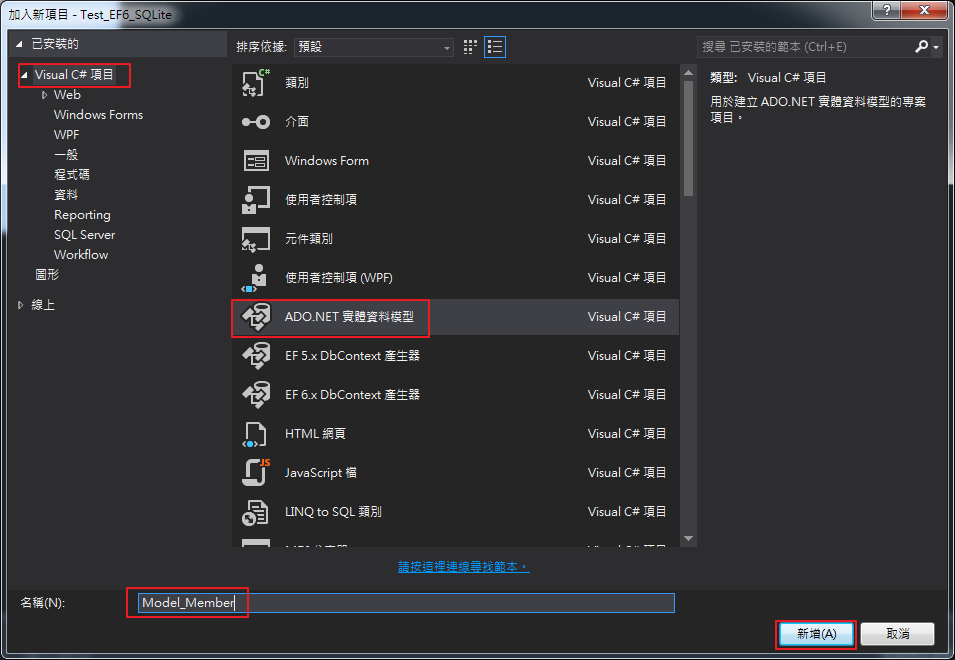 加入新項目 - Test_EF6_SQLite
?
已安裝的
排序依據:
預設
搜尋 已安裝的範本 (Ctrl+E)
Visual C# 項目
Web
Windows Forms
WPF
一般
程式碼
資料
Reporting
SQL Server
Workflow
圖形
線上
類別 Visual C# 項目
介面 Visual C# 項目
Windows Form Visual C# 項目
使用者控制項 Visual C# 項目
元件類別 Visual C# 項目
使用者控制項 (WPF) Visual C# 項目
ADO.NET 實體資料模型 Visual C# 項目
EF 5.x DbContext 產生器 Visual C# 項目
EF 6.x DbContext 產生器 Visual C# 項目
HTML 網頁 Visual C# 項目
JavaScript 檔 Visual C# 項目
LINQ to SQL 類別 Visual C# 項目
類型: Visual C# 項目
用於建立 ADO.NET 實體資料模型的專案
項目。
請按這裡連線尋找範本。
名稱(N):
Model_Member
新增(A)
取消